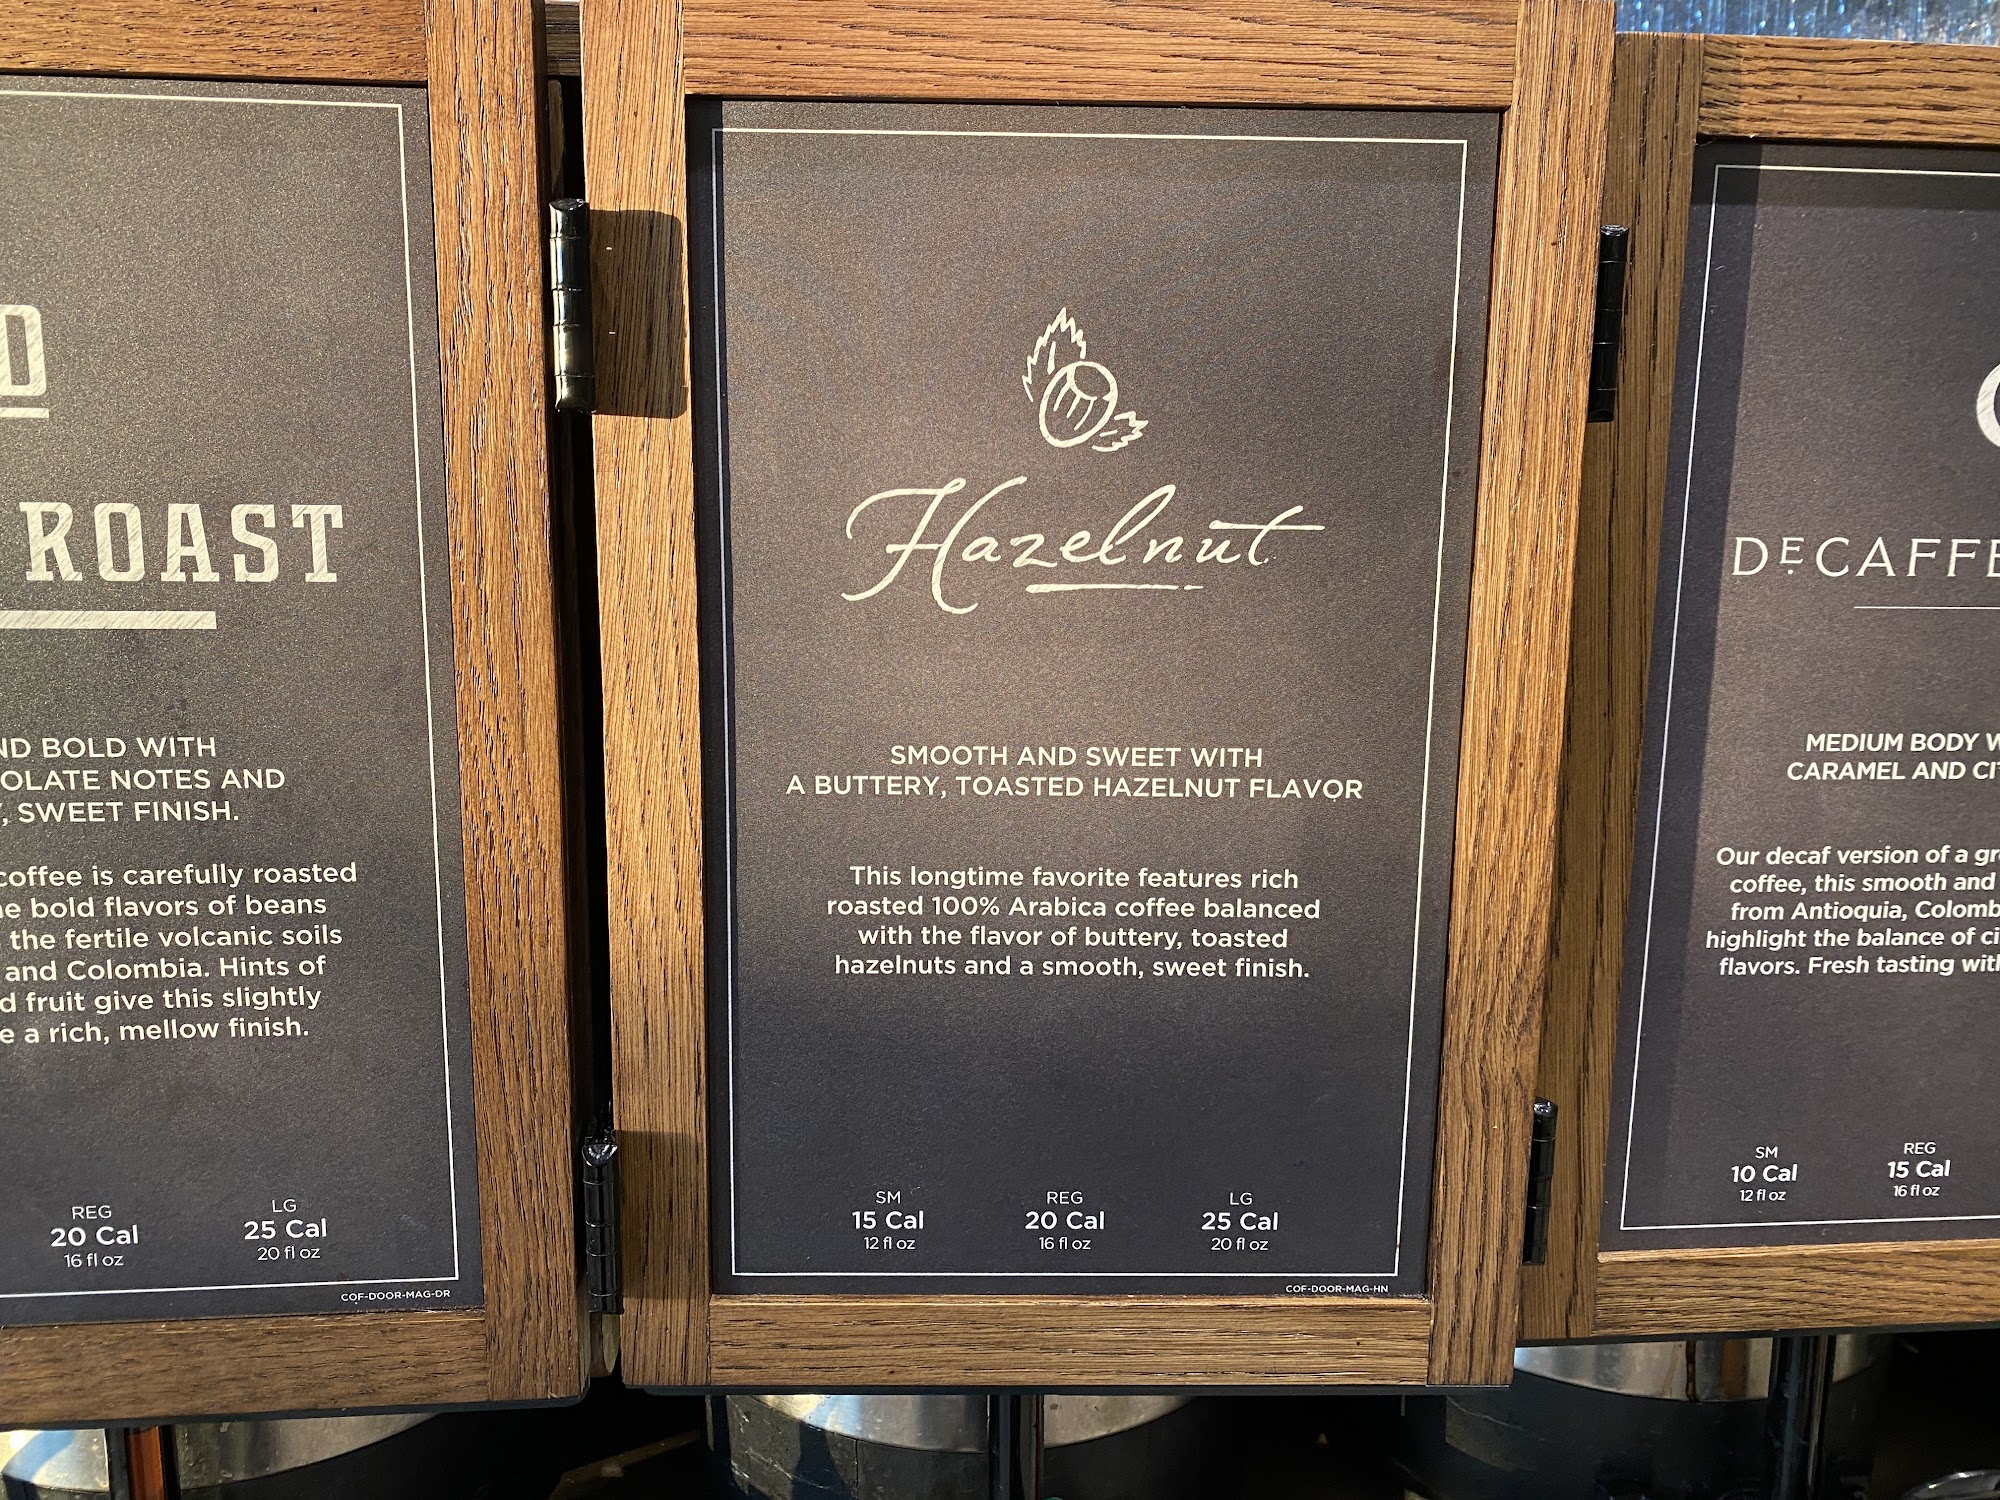 ROAST
BOLD WITH
NOTES AND
SWEET FINISH.
coffee is carefully roasted
bold flavors of beans
the fertile volcanic soils
and Colombia. Hints of
fruit give this slightly
a rich, mellow finish.
REG
20 Cal
16 fl oz
LG
25 Cal
20 fl oz
COF-DOOR-MAG-DR
Hazelnut
SMOOTH AND SWEET WITH
A BUTTERY, TOASTED HAZELNUT FLAVOR
This longtime favorite features rich
roasted 100% Arabica coffee balanced
with the flavor of buttery, toasted
hazelnuts and a smooth, sweet finish.
SM
15 Cal
12 fl oz
REG
20 Cal
16 fl oz
LG
25 Cal
20 fl oz
COF-DOOR-MAG-HN
MEDIUM BODY
CARAMEL AND
Our decaf version of a
coffee, this smooth and
from Antioquia,
highlight the balance of
flavors. Fresh tasting with
SM
10 Cal
12 fl oz
REG
15 Cal
16 fl oz